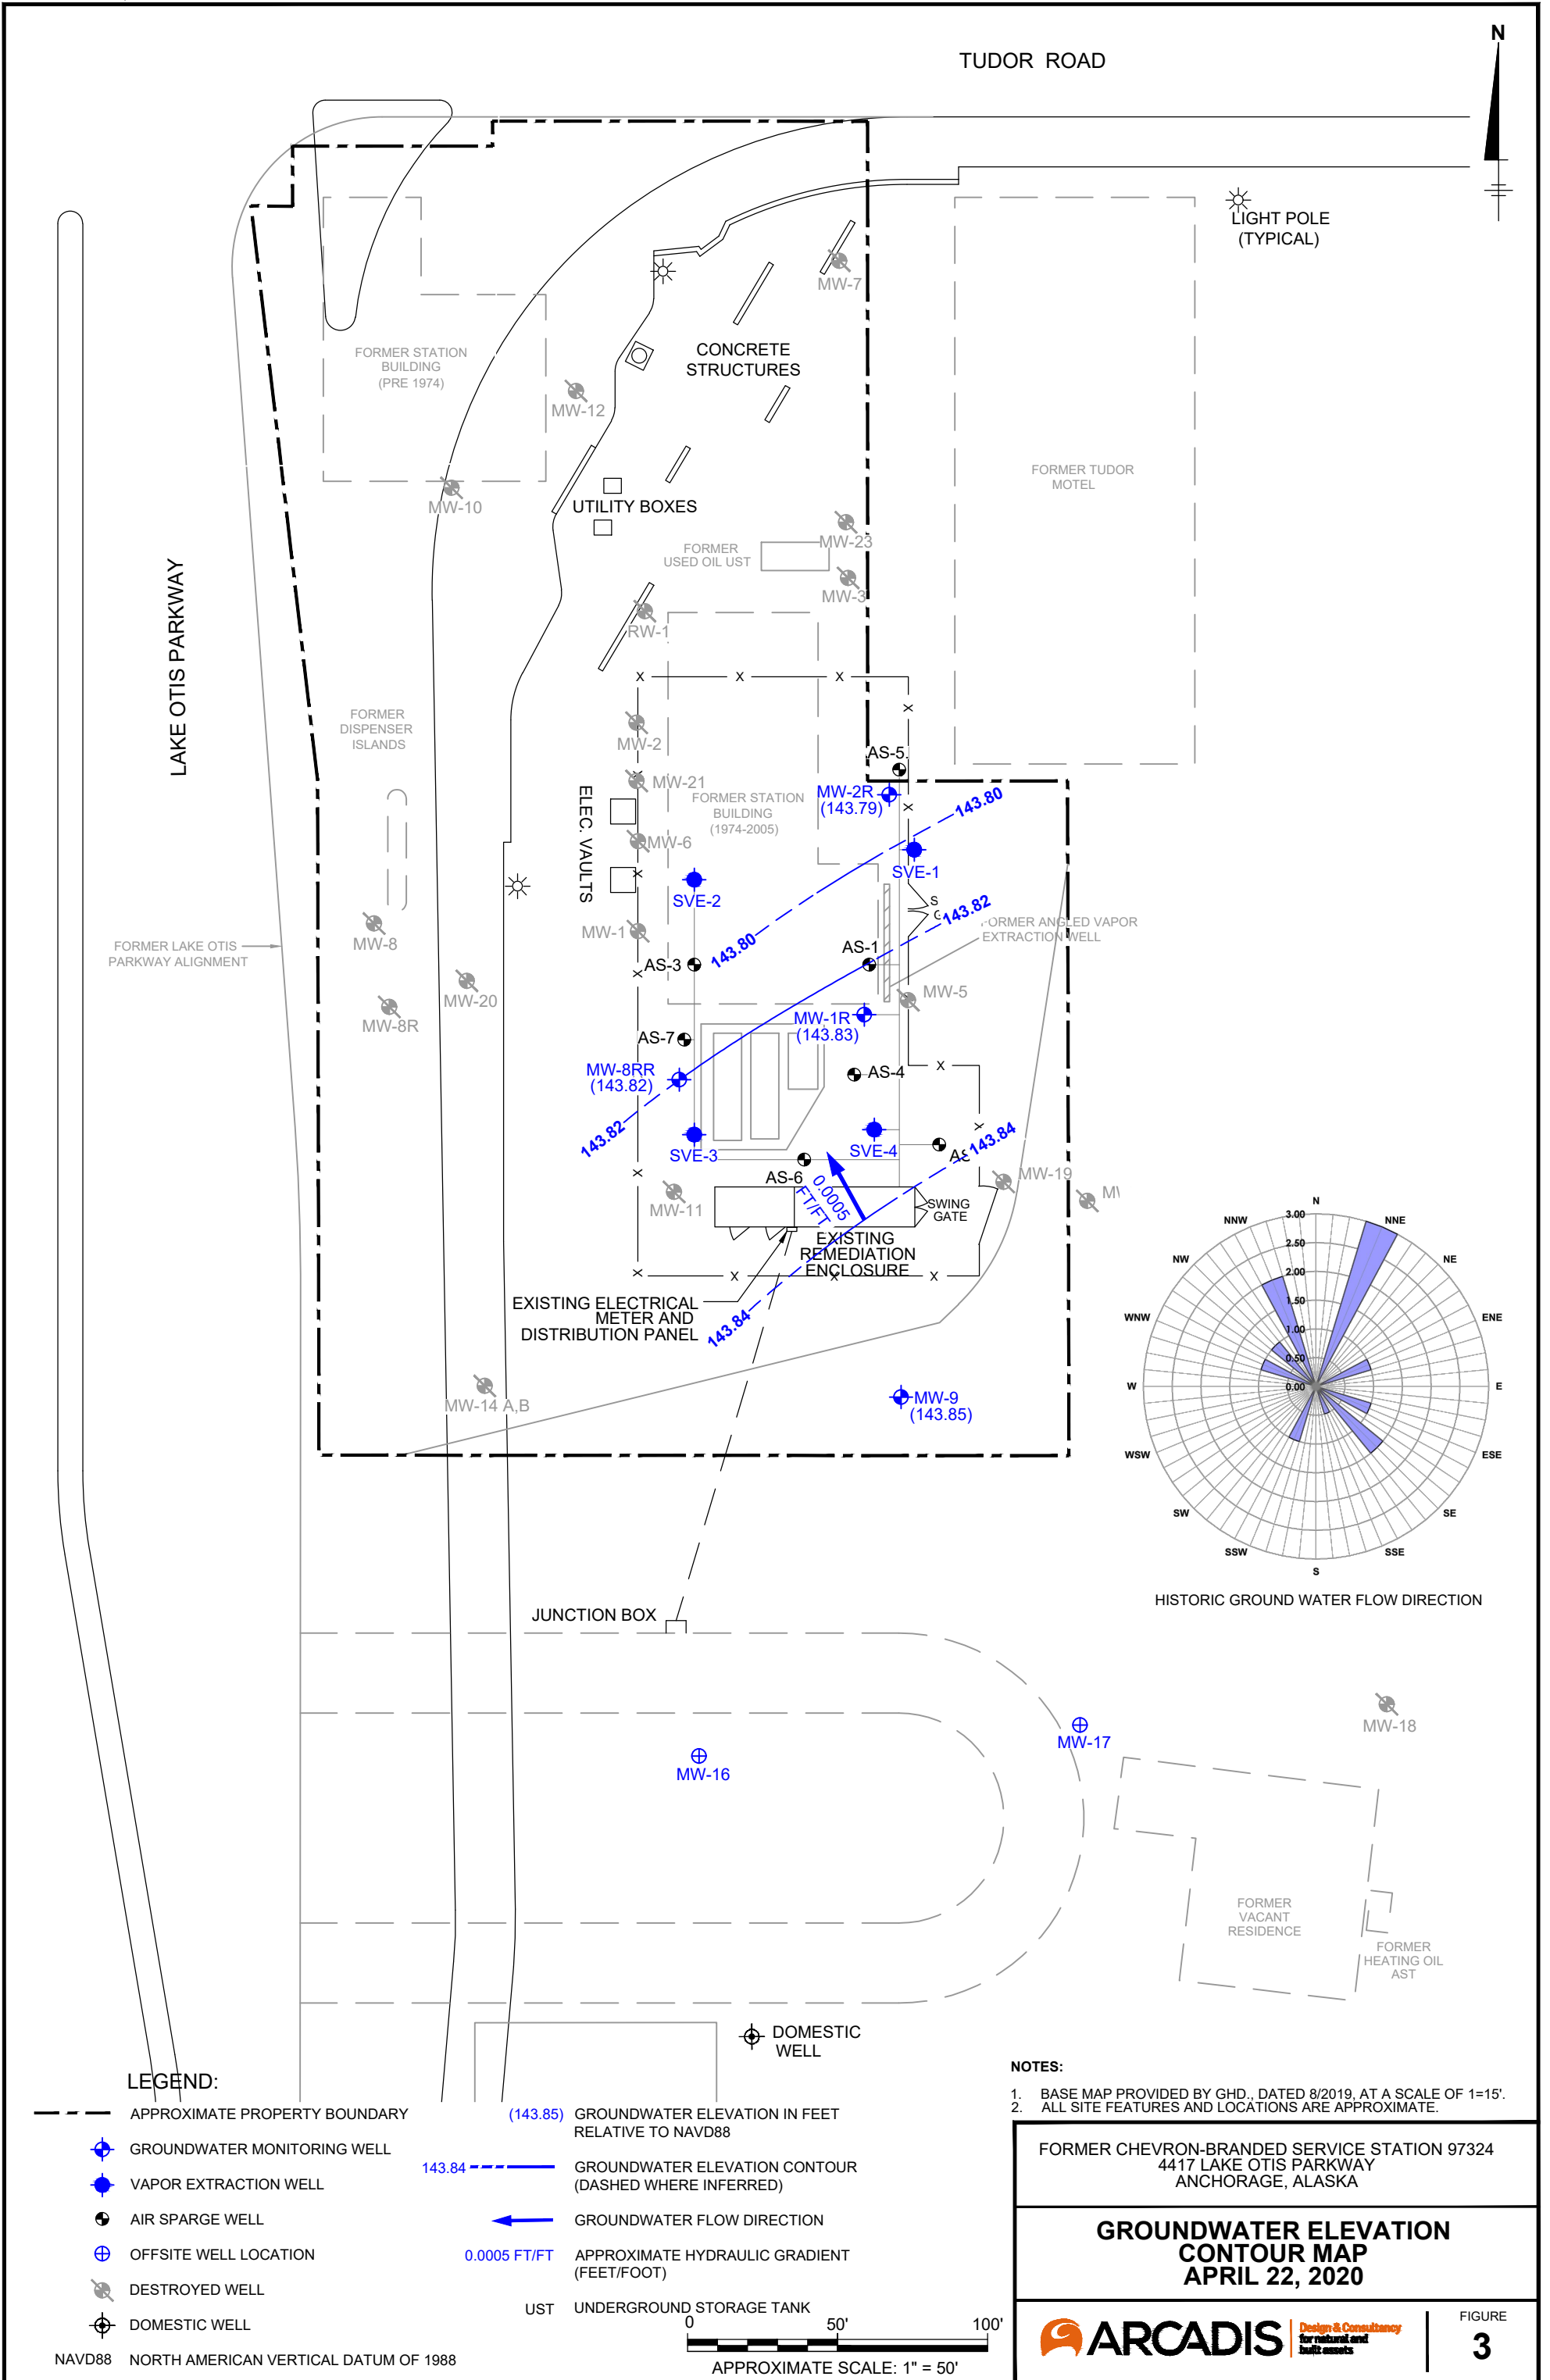 TUDOR ROAD
N
LIGHT POLE
(TYPICAL)
MW-7
CONCRETE
STRUCTURES
FORMER STATION
BUILDING
(PRE 1974)
MW-12
FORMER TUDOR
MOTEL
MW-10
UTILITY BOXES
MW-23
FORMER
USED OIL UST
MW-3
RW-1
LAKE OTIS PARKWAY
X X X
X
FORMER
DISPENSER
ISLANDS
MW-2
AS-5
MW-21
MW-2R
(143.79)
143.80
FORMER STATION
BUILDING
(1974-2005)
ELEC. VAULTS
MW-6
SVE-1
SVE-2
143.82
FORMER ANGLED VAPOR
EXTRACTION WELL
MW-8
MW-1
143.80
AS-1
FORMER LAKE OTIS
PARKWAY ALIGNMENT
AS-3
MW-20
MW-5
MW-8R
MW-1R
(143.83)
AS-7
MW-8RR
(143.82)
AS-4
143.82
143.84
SVE-3
SVE-4
AS-6
MW-19
MW-11
0.0005
FT/FT
SWING
GATE
EXISTING
REMEDIATION
ENCLOSURE
EXISTING ELECTRICAL
METER AND
DISTRIBUTION PANEL
143.84
MW-14 A,B
MW-9
(143.85)
N
NNW
NNE
NW
NE
WNW
ENE
W
E
WSW
ESE
SW
SE
SSW
SSE
S
3.00
2.50
2.00
1.50
1.00
0.50
0.00
HISTORIC GROUND WATER FLOW DIRECTION
JUNCTION BOX
MW-18
MW-17
MW-16
FORMER
VACANT
RESIDENCE
FORMER
HEATING OIL
AST
DOMESTIC
WELL
LEGEND:
APPROXIMATE PROPERTY BOUNDARY
GROUNDWATER MONITORING WELL
VAPOR EXTRACTION WELL
AIR SPARGE WELL
OFFSITE WELL LOCATION
DESTROYED WELL
DOMESTIC WELL
NAVD88 NORTH AMERICAN VERTICAL DATUM OF 1988
(143.85) GROUNDWATER ELEVATION IN FEET
RELATIVE TO NAVD88
143.84 GROUNDWATER ELEVATION CONTOUR
(DASHED WHERE INFERRED)
GROUNDWATER FLOW DIRECTION
0.0005 FT/FT APPROXIMATE HYDRAULIC GRADIENT
(FEET/FOOT)
UST UNDERGROUND STORAGE TANK
0 50' 100'
APPROXIMATE SCALE: 1" = 50'
NOTES:
1. BASE MAP PROVIDED BY GHD., DATED 8/2019, AT A SCALE OF 1=15'.
2. ALL SITE FEATURES AND LOCATIONS ARE APPROXIMATE.
FORMER CHEVRON-BRANDED SERVICE STATION 97324
4417 LAKE OTIS PARKWAY
ANCHORAGE, ALASKA
GROUNDWATER ELEVATION
CONTOUR MAP
APRIL 22, 2020
ARCADIS
Design & Consultancy
for natural and
built assets
FIGURE
3